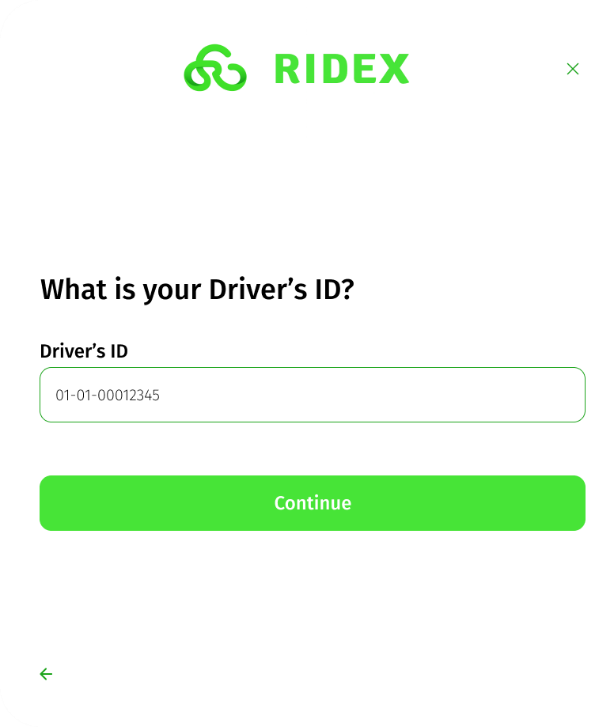 RIDEX
What is your Driver’s ID?
Driver’s ID
01-01-00012345
Continue